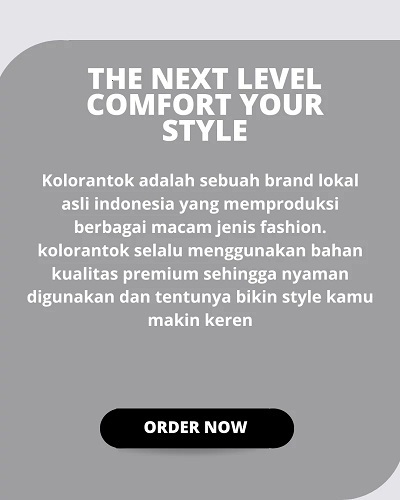 THE NEXT LEVEL
COMFORT YOUR
STYLE
Kolorantok adalah sebuah brand lokal
asli indonesia yang memproduksi
berbagai macam jenis fashion.
kolorantok selalu menggunakan bahan
kualitas premium sehingga nyaman
digunakan dan tentunya bikin style kamu
makin keren
ORDER NOW